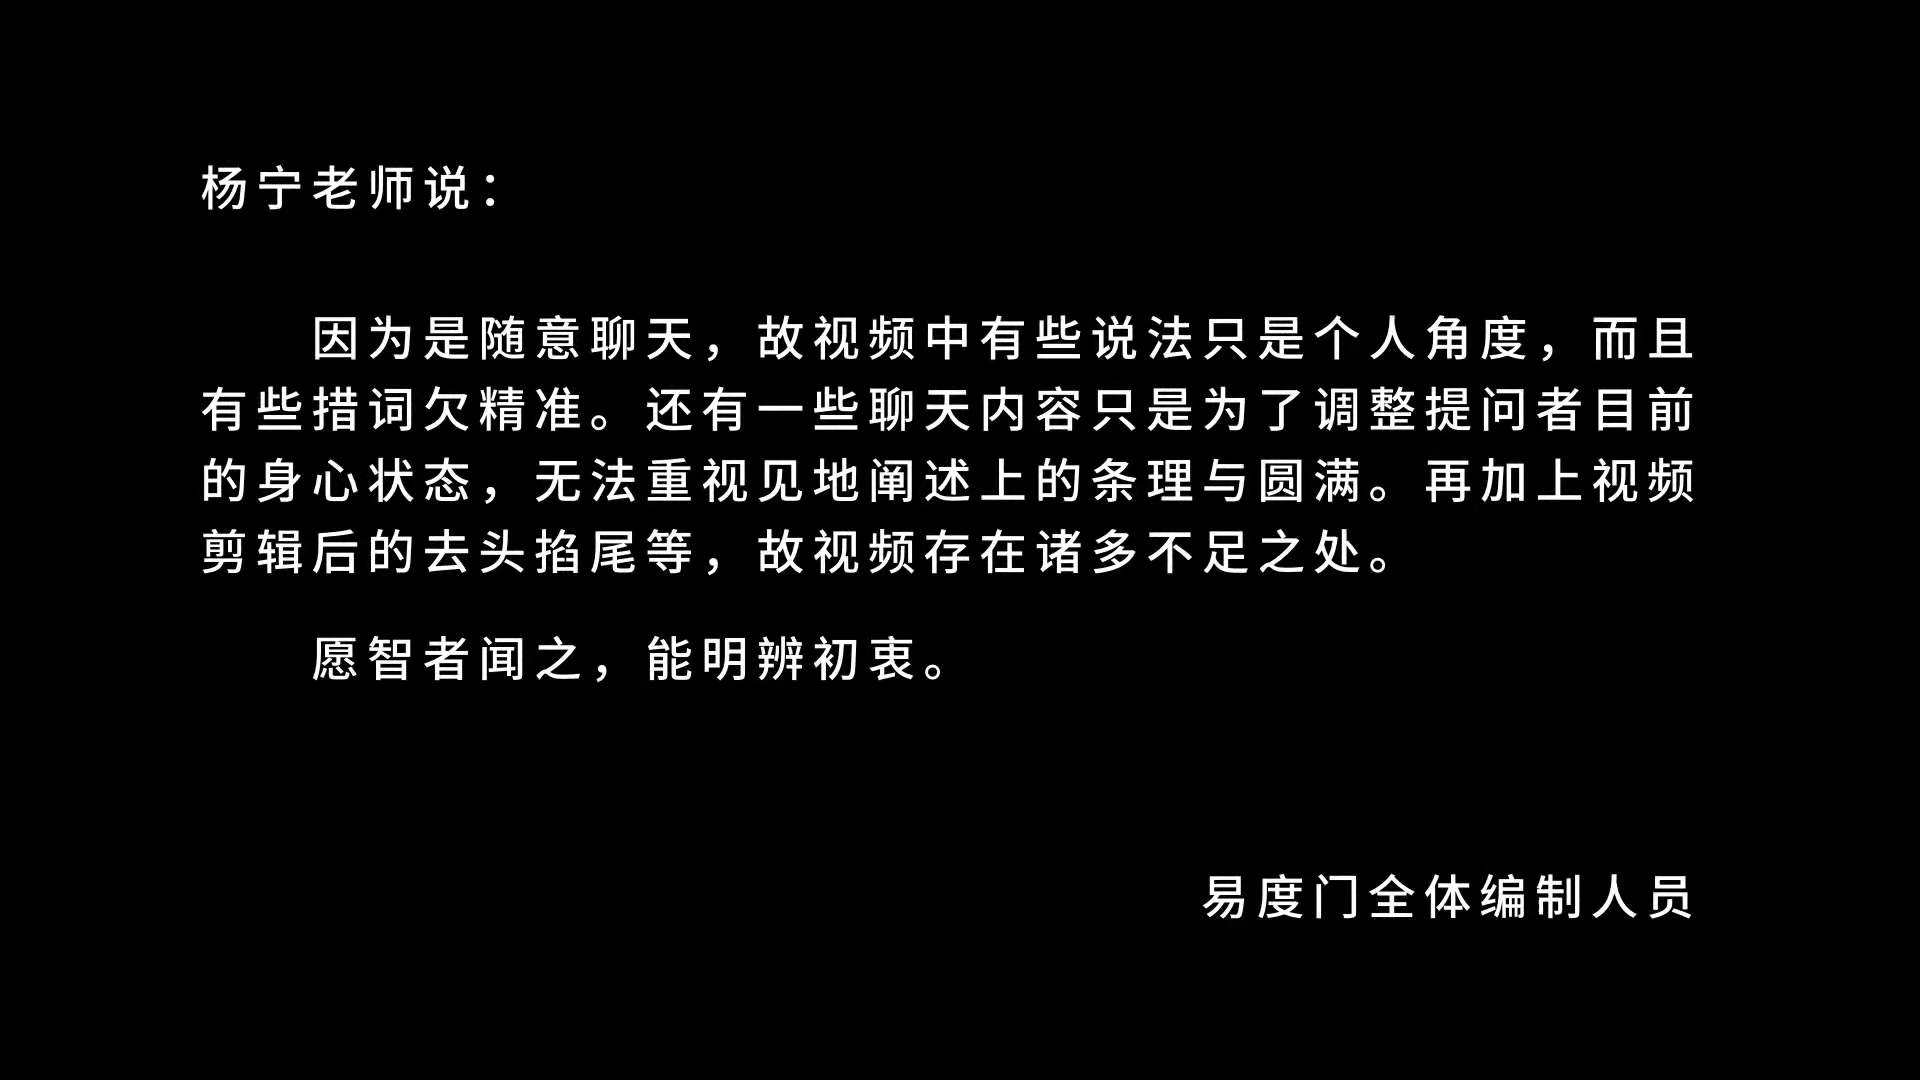 杨宁老师说：
因为是随意聊天，故视频中有些说法只是个人角度，而且
有些措词欠精准。还有一些聊天内容只是为了调整提问者目前
的身心状态，无法重视见地阐述上的条理与圆满。再加上视频
剪辑后的去头掐尾等，故视频存在诸多不足之处。
愿智者闻之，能明辨初衷。
易度门全体编制人员